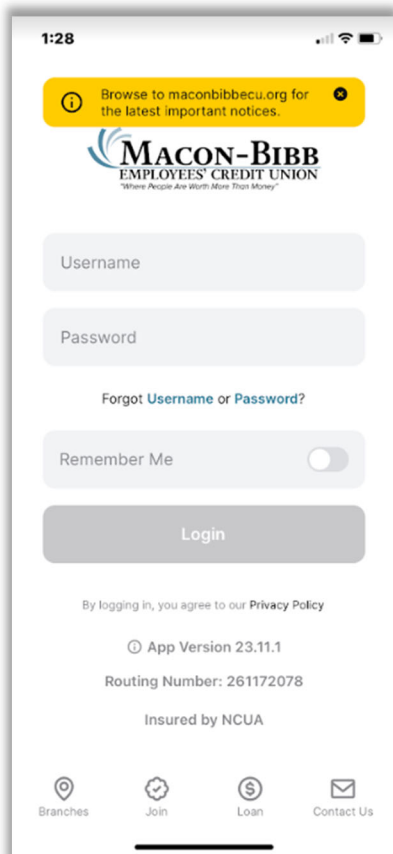 1:28
Browse to maconbibbecu.org for
the latest important notices.
MACON-BIBB
EMPLOYEES' CREDIT UNION
"Where People Are Worth More Than Money"
Username
Password
Forgot Username or Password?
Remember Me
Login
By logging in, you agree to our Privacy Policy
App Version 23.11.1
Routing Number: 261172078
Insured by NCUA
Branches Join Loan Contact Us